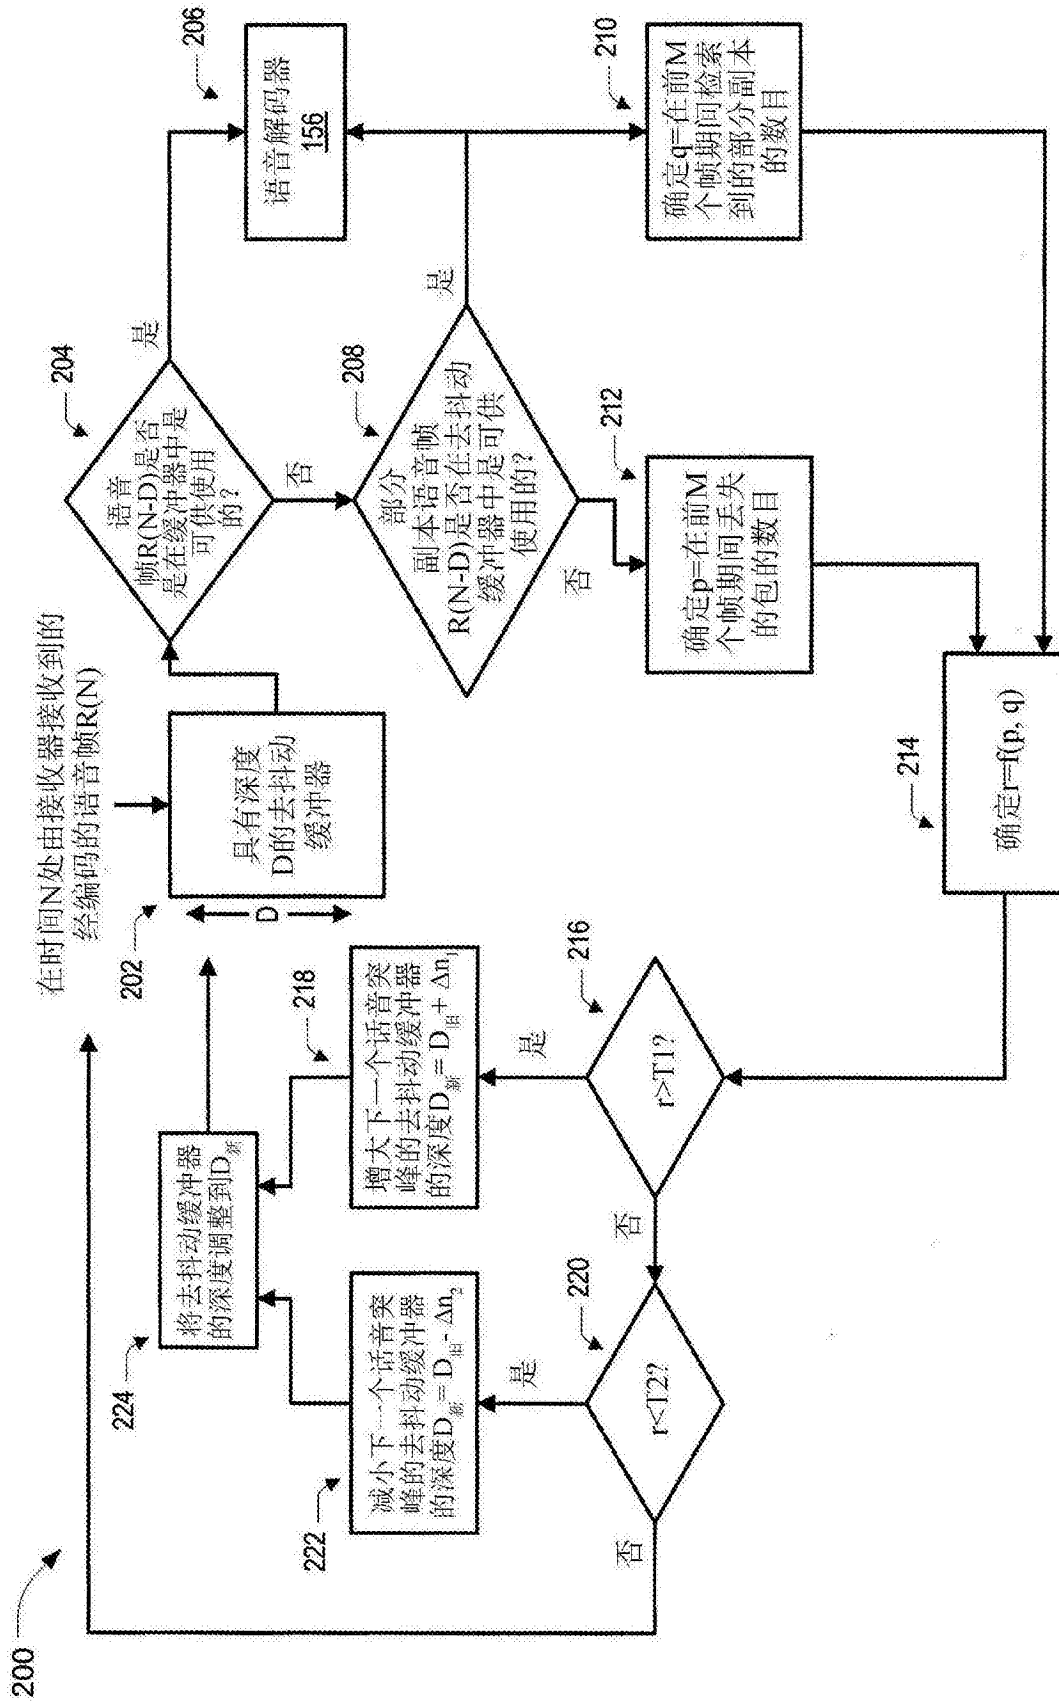 200
在时间N处由接收器接收到的
经编码的语音帧R(N)
202
D
具有深度
D的去抖动
缓冲器
204
语音
帧R(N-D)是否
是在缓冲器中是
可供使用
的?
是
否
206
语音解码器
156
208
部分
副本语音帧
R(N-D)是否在去抖动
缓冲器中是可供
使用的?
是
否
210
确定q=在前M
个帧期间检索
到的部分副本
的数目
212
确定p=在前M
个帧期间丢失
的包的数目
214
确定r=f(p, q)
216
r>T1?
是
否
218
增大下一个话音突
峰的去抖动缓冲器
的深度D新= D旧+ Δn1
220
r<T2?
是
否
222
减小下一个话音突
峰的去抖动缓冲器
的深度D新= D旧- Δn2
224
将去抖动缓冲器
的深度调整到D新